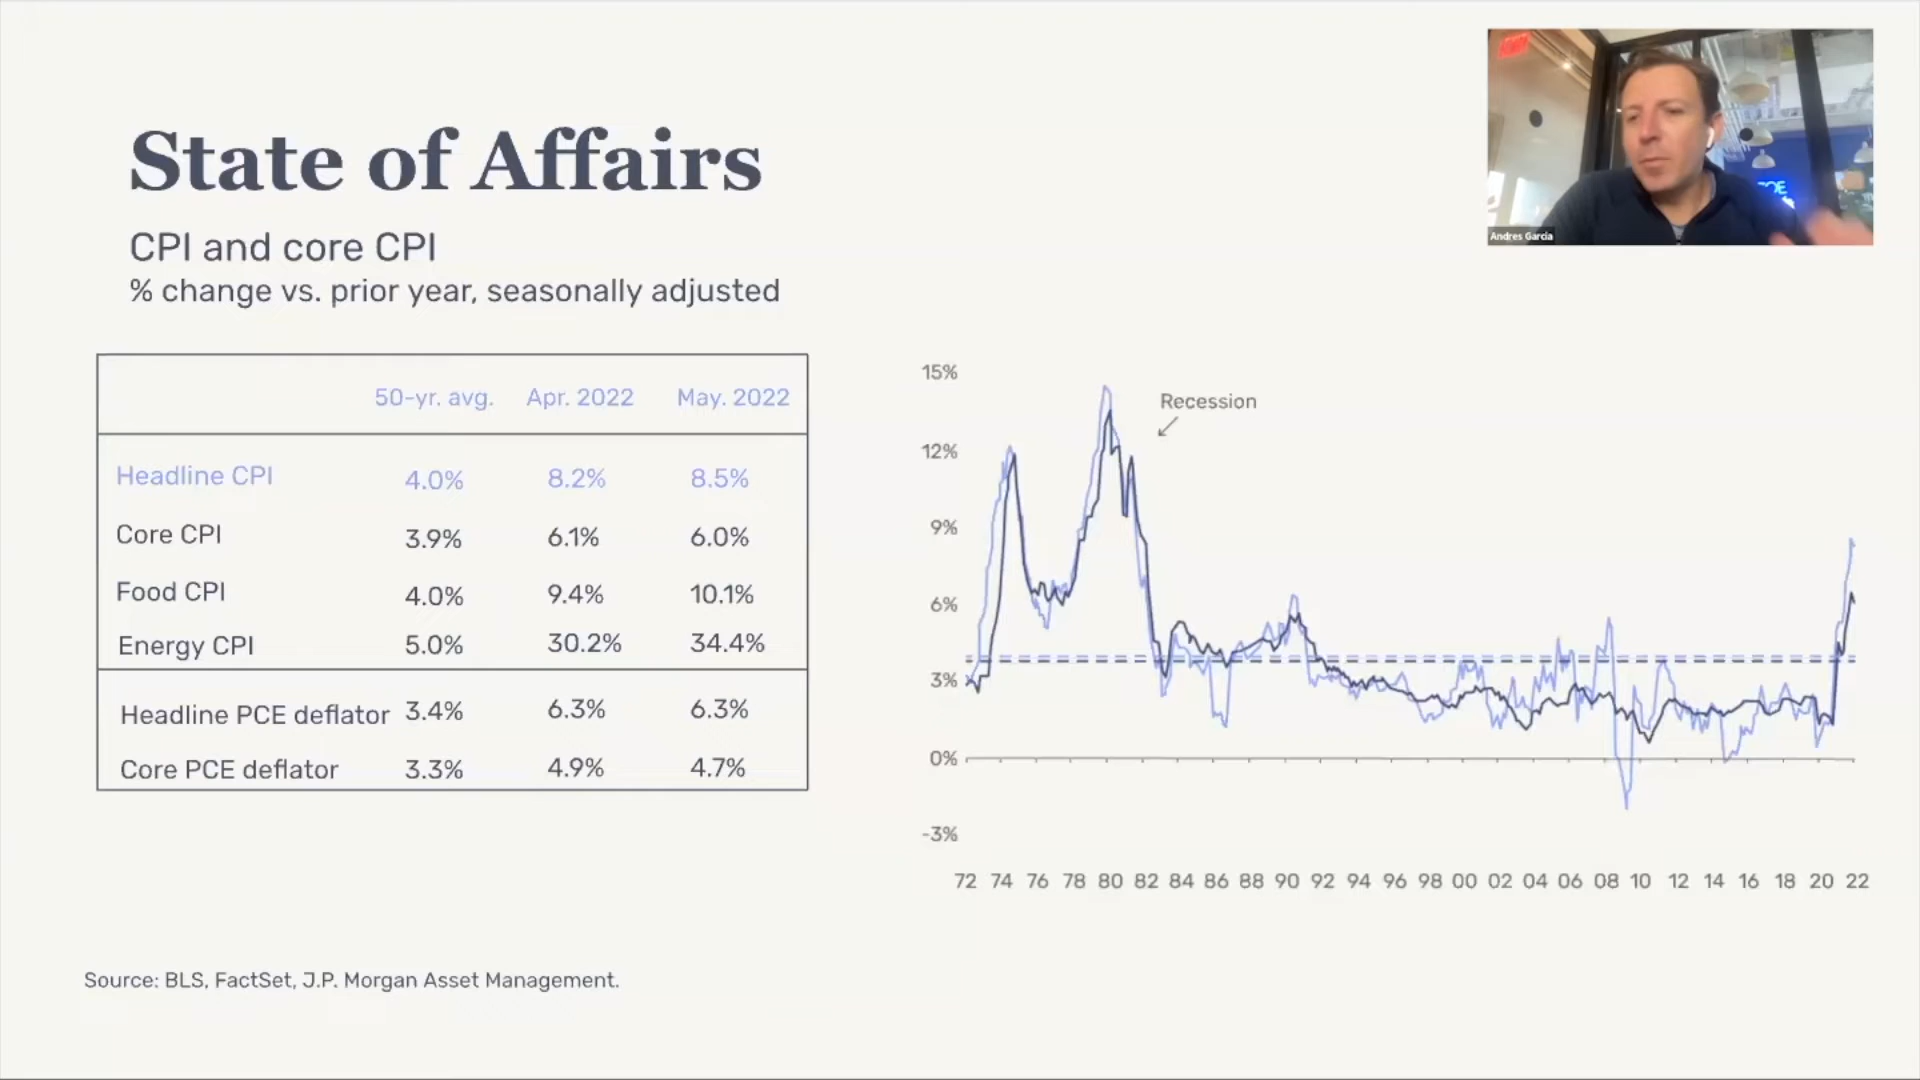 State of Affairs
CPI and core CPI
% change vs. prior year, seasonally adjusted
50-yr. avg. Apr. 2022 May. 2022
Headline CPI 4.0% 8.2% 8.5%
Core CPI 3.9% 6.1% 6.0%
Food CPI 4.0% 9.4% 10.1%
Energy CPI 5.0% 30.2% 34.4%
Headline PCE deflator 3.4% 6.3% 6.3%
Core PCE deflator 3.3% 4.9% 4.7%
Andres Garcia
15%
Recession
12%
9%
6%
3%
0%
-3%
72 74 76 78 80 82 84 86 88 90 92 94 96 98 00 02 04 06 08 10 12 14 16 18 20 22
Source: BLS, FactSet, J.P. Morgan Asset Management.